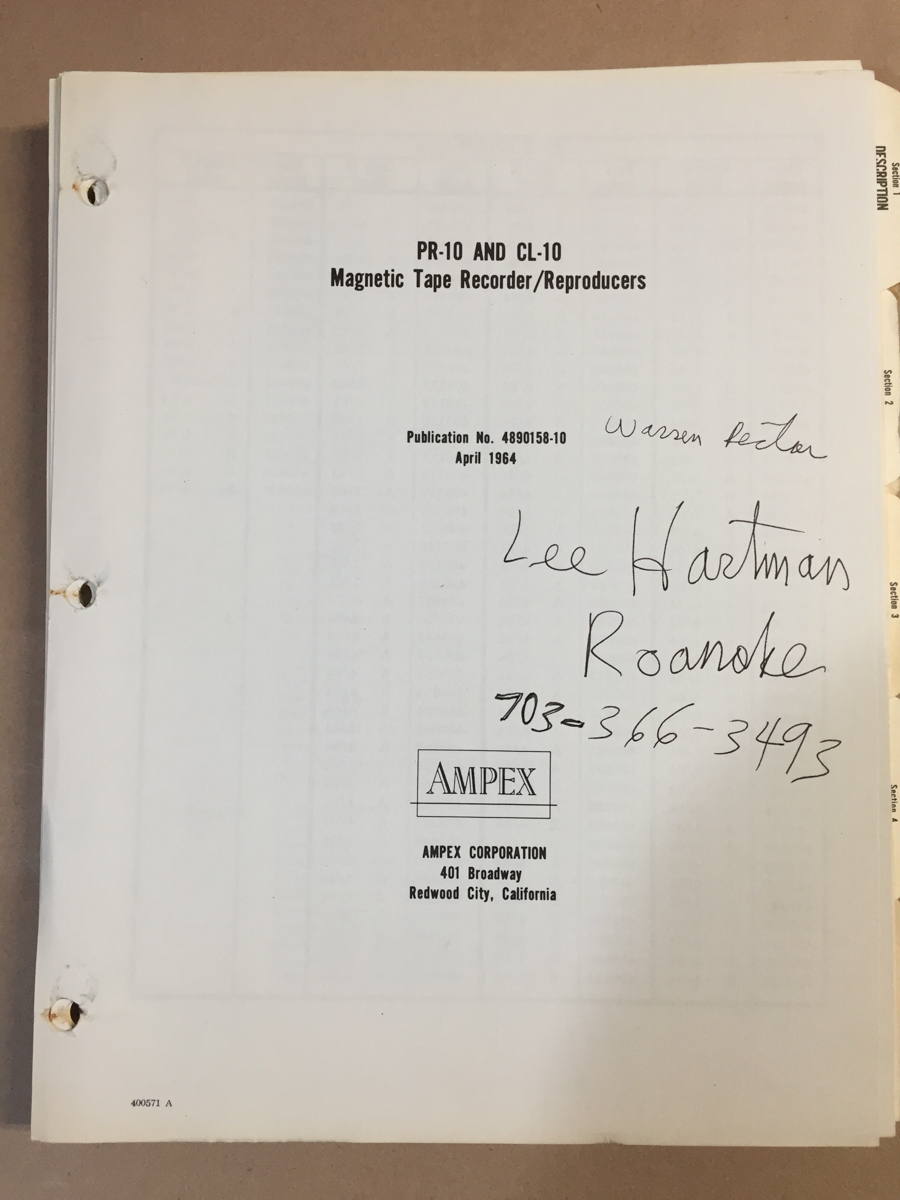 PR-10 AND CL-10
Magnetic Tape Recorder/Reproducers
Publication No. 4890158-10
April 1964
Warren
Lee Hartman
Roanoke
703-366-3493
AMPEX
AMPEX CORPORATION
401 Broadway
Redwood City, California
400571 A
Section 1
DESCRIPTION
Section 2
Section 3
Section 4